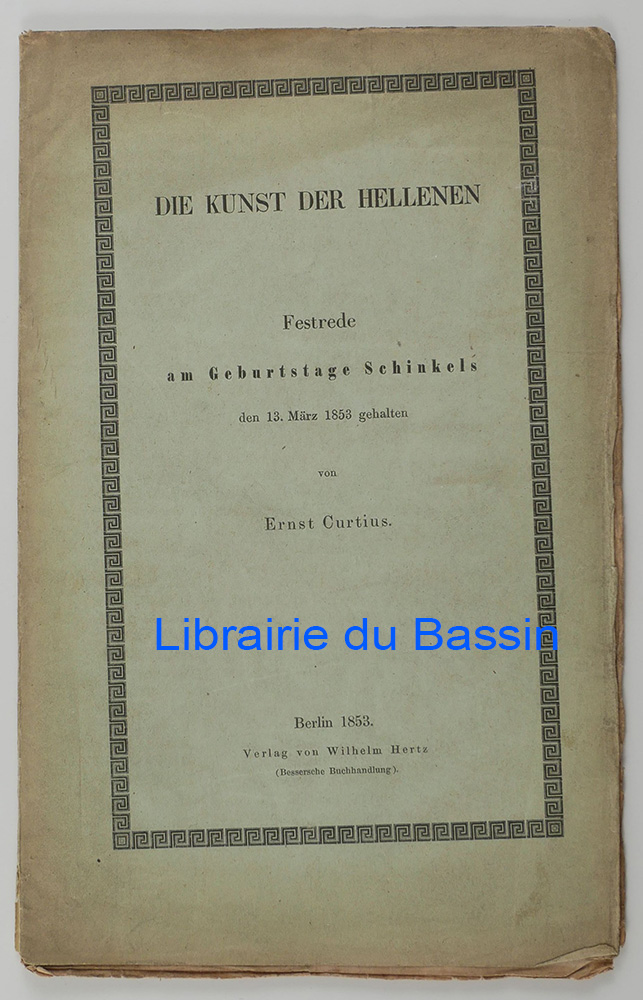 DIE KUNST DER HELLENEN
Festrede
am Geburtstage Schinkels
den 13. März 1853 gehalten
von
Ernst Curtius.
Librairie du Bassin
Berlin 1853.
Verlag von Wilhelm Hertz
(Bessersche Buchhandlung).